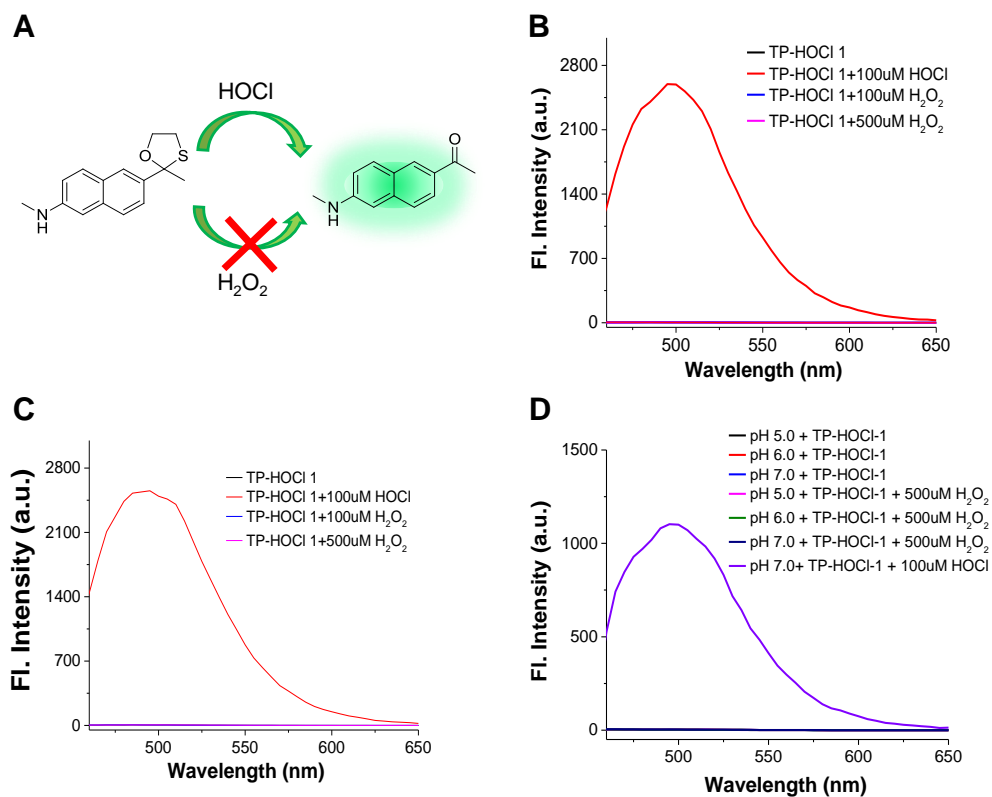 A
HOCl
O
S
N
H
O
N
H
H₂O₂
B
TP-HOCl 1
TP-HOCl 1+100uM HOCl
TP-HOCl 1+100uM H₂O₂
TP-HOCl 1+500uM H₂O₂
2800
2100
1400
700
0
500
550
600
650
Fl. Intensity (a.u.)
Wavelength (nm)
C
TP-HOCl 1
TP-HOCl 1+100uM HOCl
TP-HOCl 1+100uM H₂O₂
TP-HOCl 1+500uM H₂O₂
2800
2100
1400
700
0
500
550
600
650
Fl. Intensity (a.u.)
Wavelength (nm)
D
pH 5.0 + TP-HOCl-1
pH 6.0 + TP-HOCl-1
pH 7.0 + TP-HOCl-1
pH 5.0 + TP-HOCl-1 + 500uM H₂O₂
pH 6.0 + TP-HOCl-1 + 500uM H₂O₂
pH 7.0 + TP-HOCl-1 + 500uM H₂O₂
pH 7.0+ TP-HOCl-1 + 100uM HOCl
1500
1000
500
0
500
550
600
650
Fl. Intensity (a.u.)
Wavelength (nm)